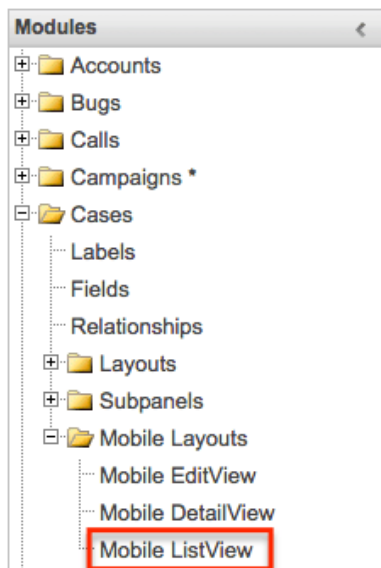 Modules
Accounts
Bugs
Calls
Campaigns *
Cases
Labels
Fields
Relationships
Layouts
Subpanels
Mobile Layouts
Mobile EditView
Mobile DetailView
Mobile ListView